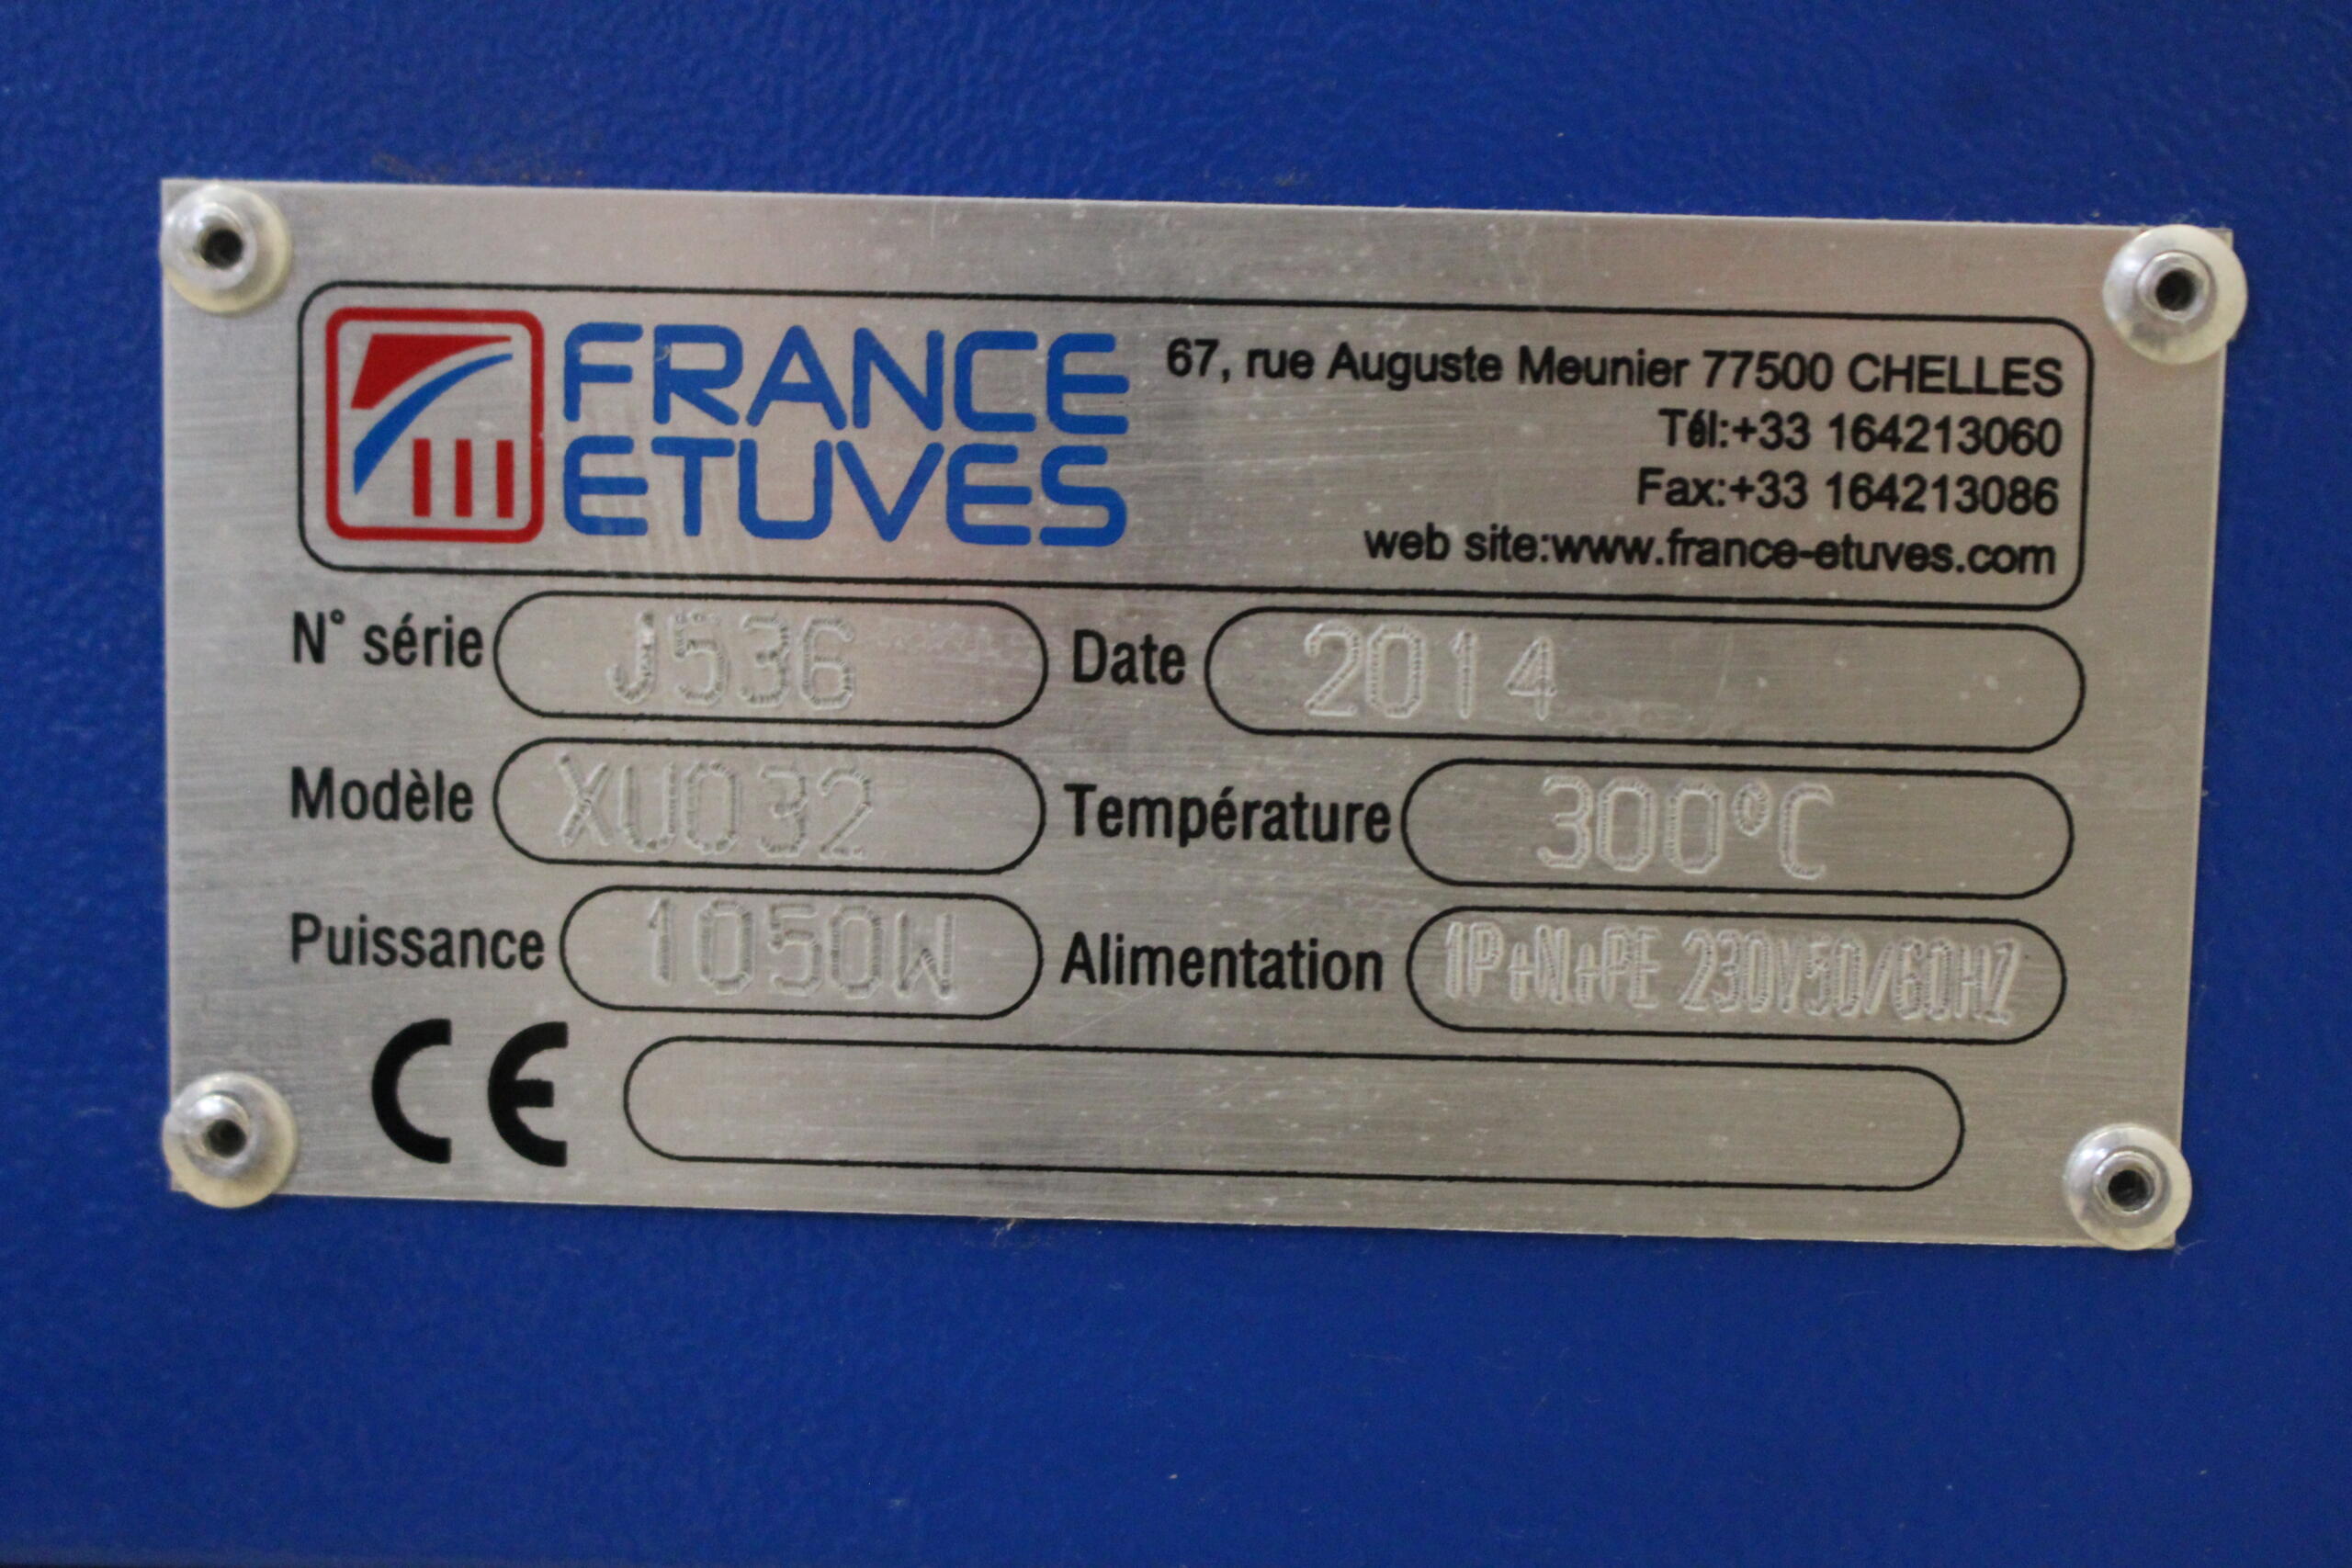 FRANCE
ETUVES
67, rue Auguste Meunier 77500 CHELLES
Tél:+33 164213060
Fax:+33 164213086
web site:www.france-etuves.com
N° série J536 Date 2014
Modèle XU032 Température 300°C
Puissance 1050W Alimentation 1P+N+PE 230V50/60HZ
CE